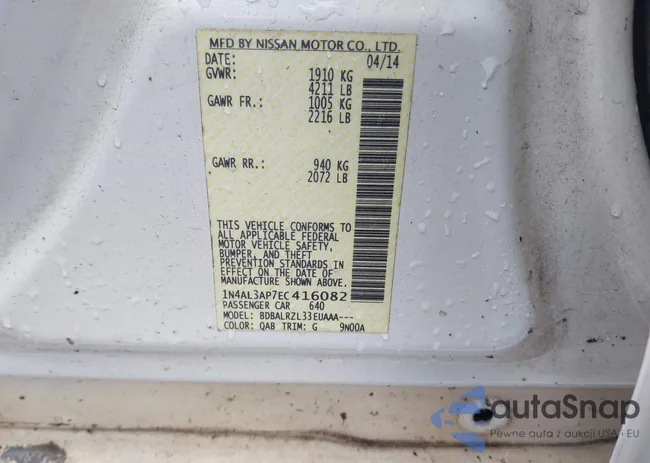 MFD BY NISSAN MOTOR CO., LTD.
DATE: 04/14
GVWR: 1910 KG
4211 LB
GAWR FR.: 1005 KG
2216 LB
GAWR RR.: 940 KG
2072 LB
THIS VEHICLE CONFORMS TO
ALL APPLICABLE FEDERAL
MOTOR VEHICLE SAFETY,
BUMPER, AND THEFT
PREVENTION STANDARDS IN
EFFECT ON THE DATE OF
MANUFACTURE SHOWN ABOVE.
1N4AL3AP7EC416082
PASSENGER CAR 640
MODEL: BDBALRZL33EUAAA---
COLOR: QAB TRIM: G 9N00A
autaSnap
Pewne auta z aukcji USA • EU